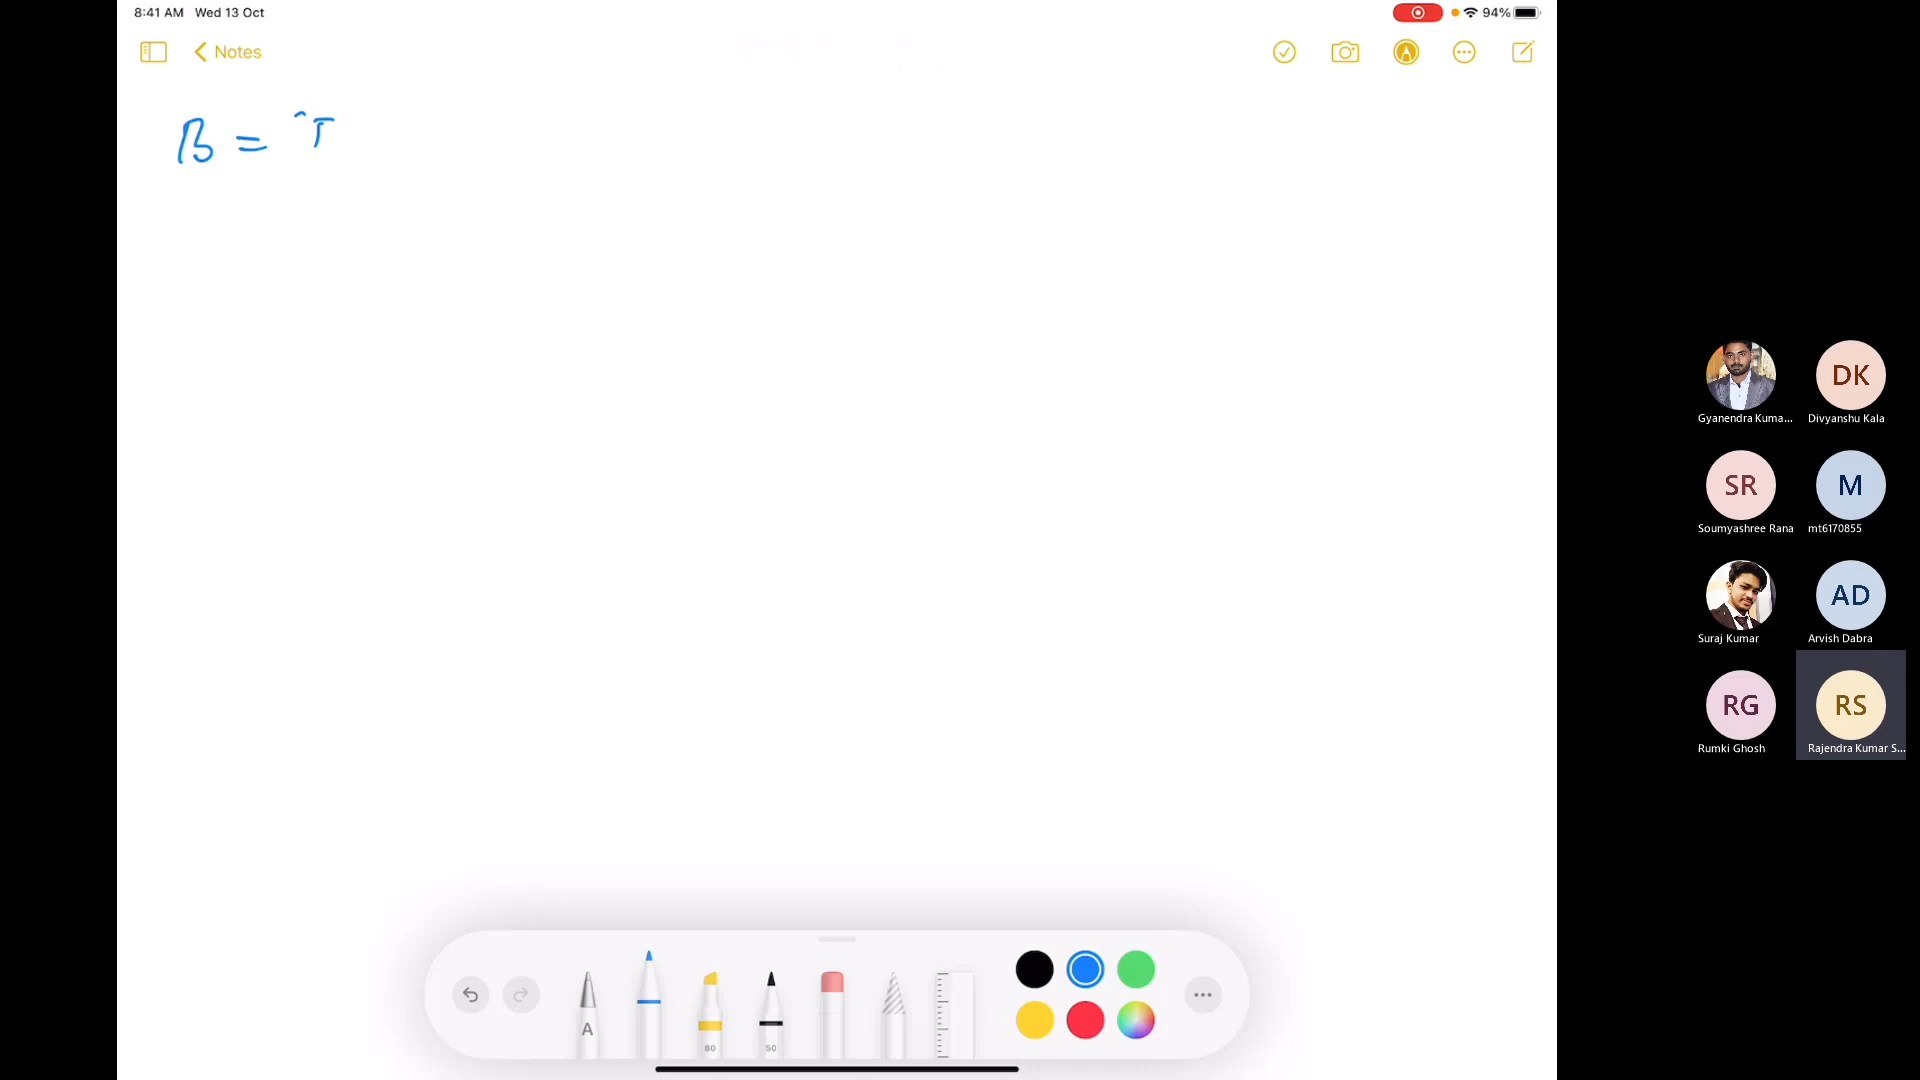 8:41 AM Wed 13 Oct
94%
Notes
B = ^T
Gyanendra Kuma...
DK
Divyanshu Kala
SR
Soumyashree Rana
M
mt6170855
Suraj Kumar
AD
Arvish Dabra
RG
Rumki Ghosh
RS
Rajendra Kumar S...
A
80
50